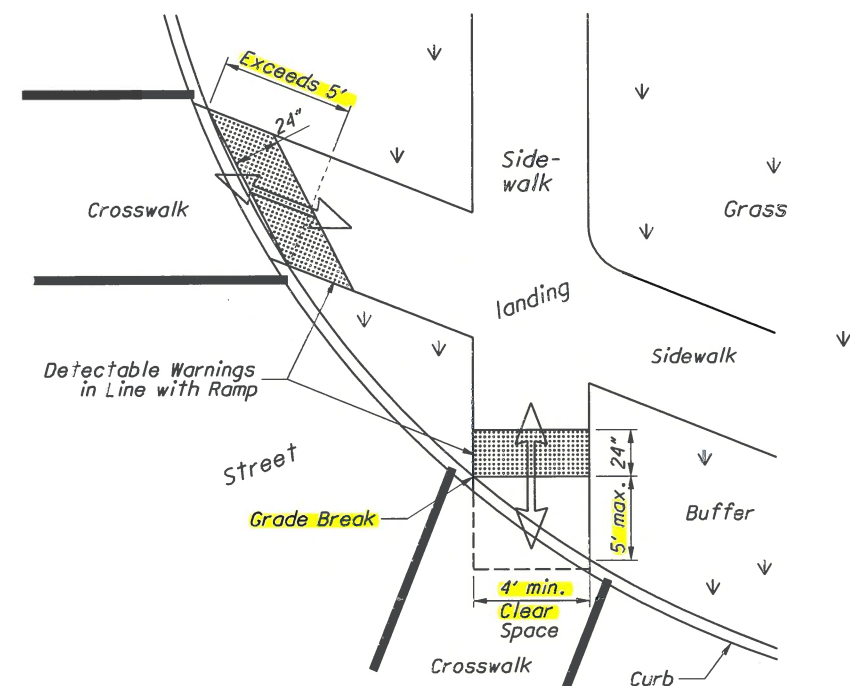 Exceeds 5'
24"
Side-
walk
Grass
Crosswalk
landing
Sidewalk
Detectable Warnings
in Line with Ramp
Street
24"
Grade Break
5' max.
Buffer
4' min.
Clear
Space
Crosswalk
Curb